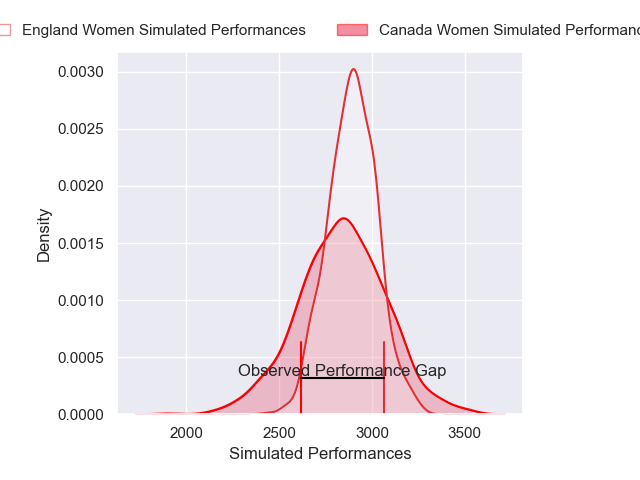 England Women Simulated Performances
Canada Women Simulated
0.0030
0.0025
0.0020
0.0015
0.0010
0.0005
0.0000
Density
Observed Performance Gap
2000 2500 3000 3500
Simulated Performances